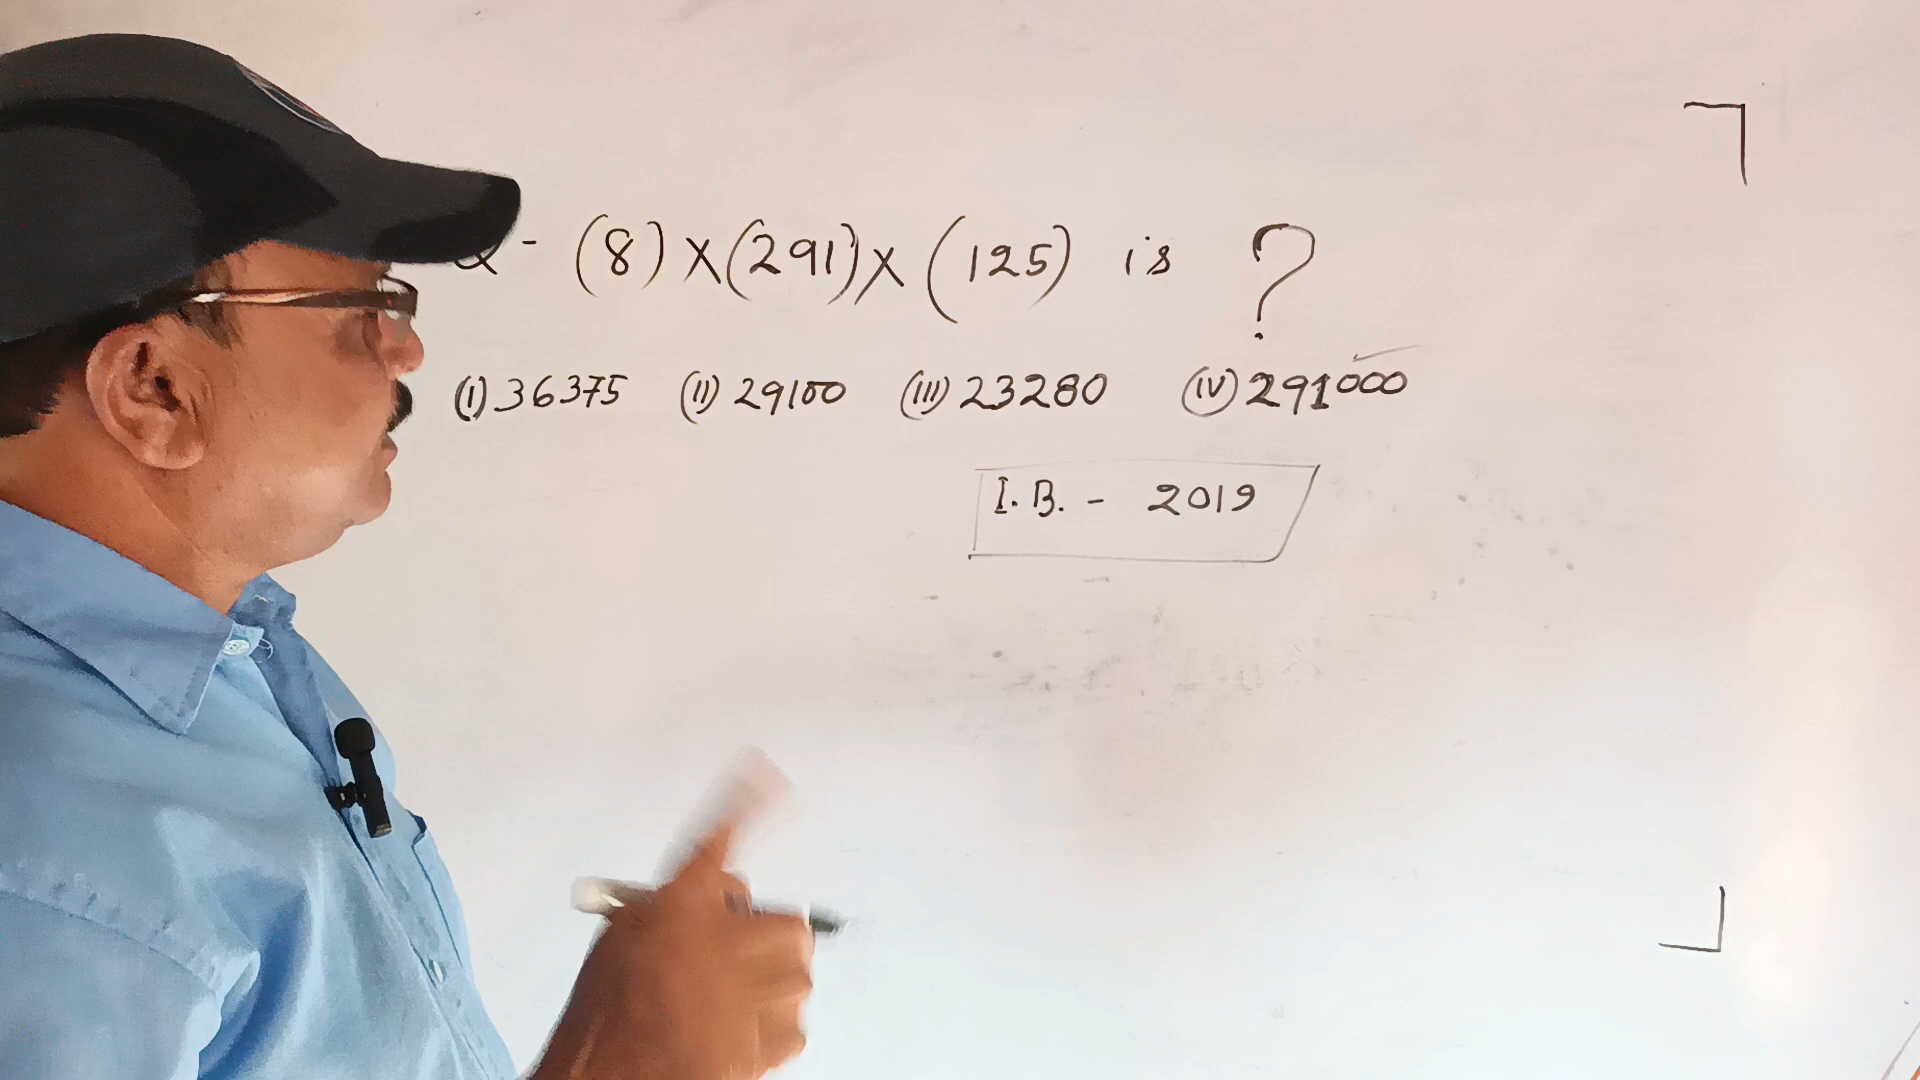 - (8) X (291) X (125) is ?
(I) 36375 (II) 29100 (III) 23280 (IV) 291000 ✓
I.B. - 2019